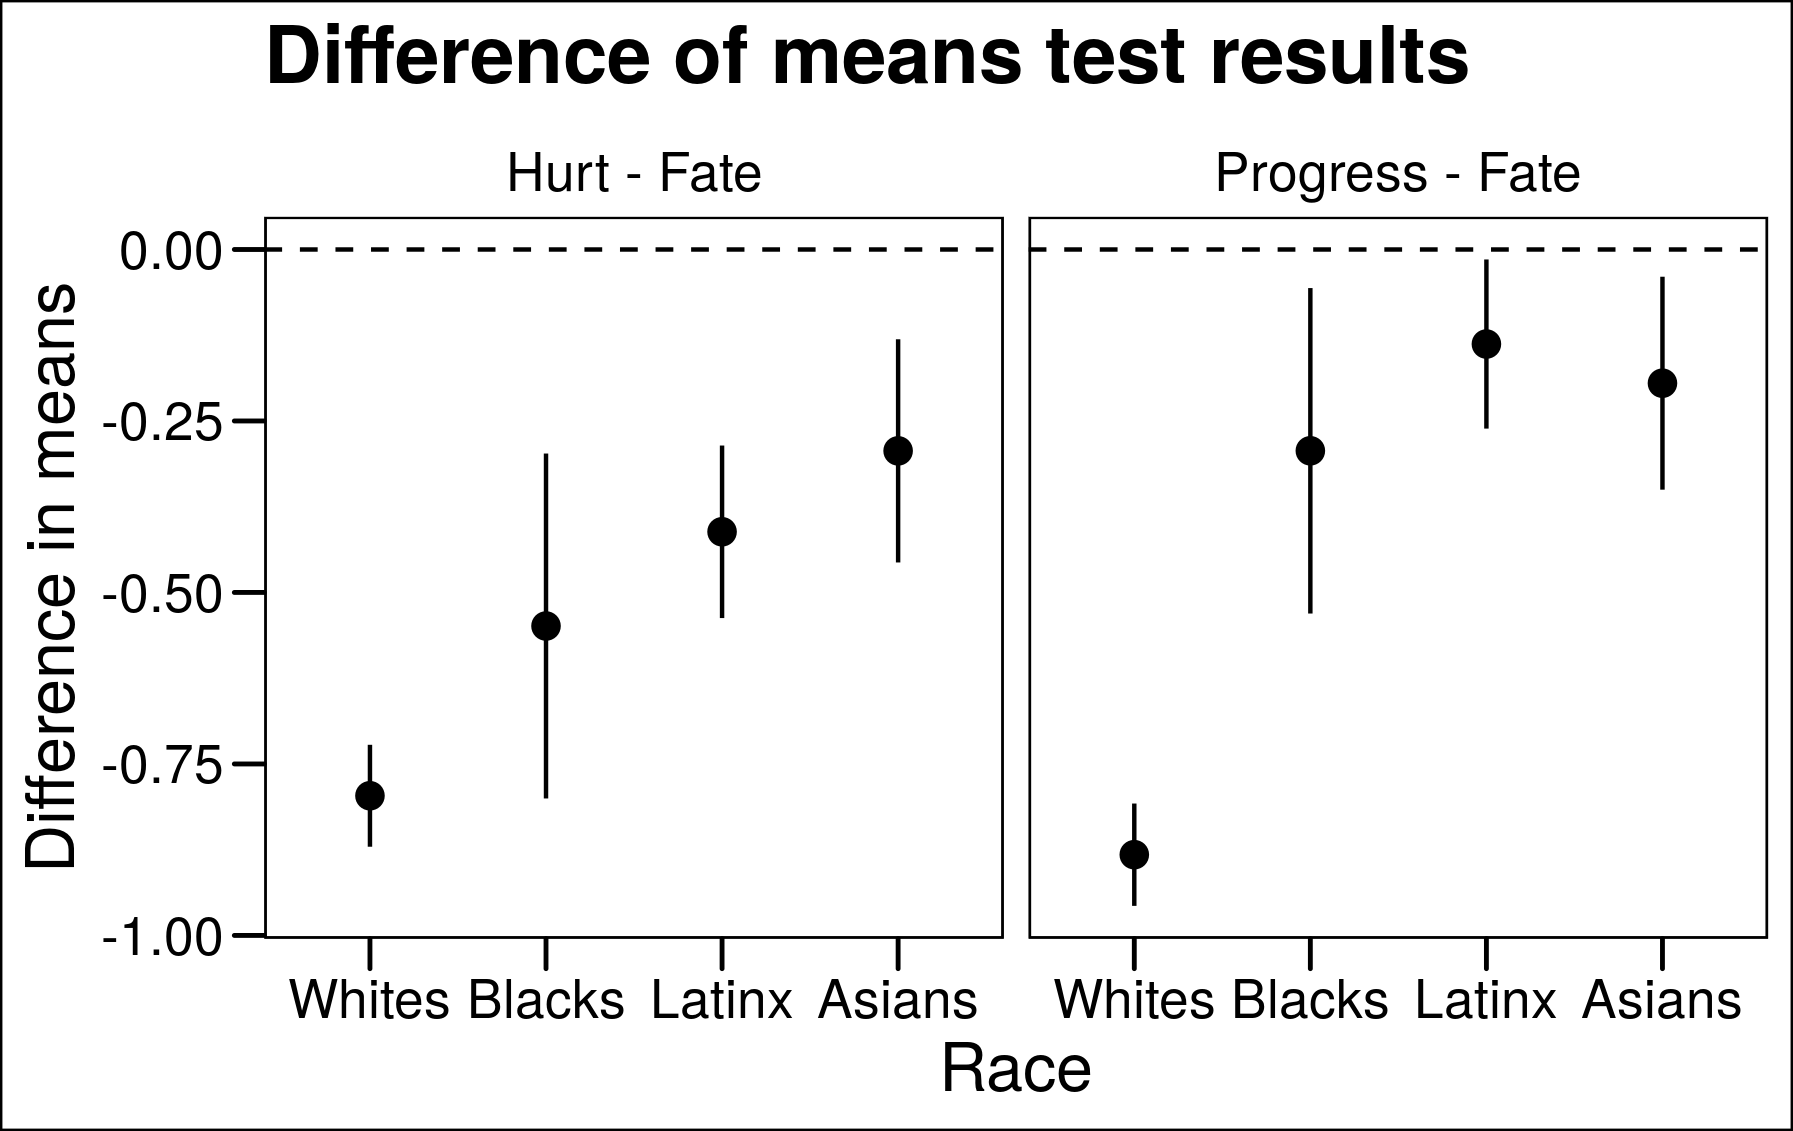 Difference of means test results
Hurt - Fate
Progress - Fate
Difference in means
0.00
-0.25
-0.50
-0.75
-1.00
Whites Blacks Latinx Asians
Whites Blacks Latinx Asians
Race